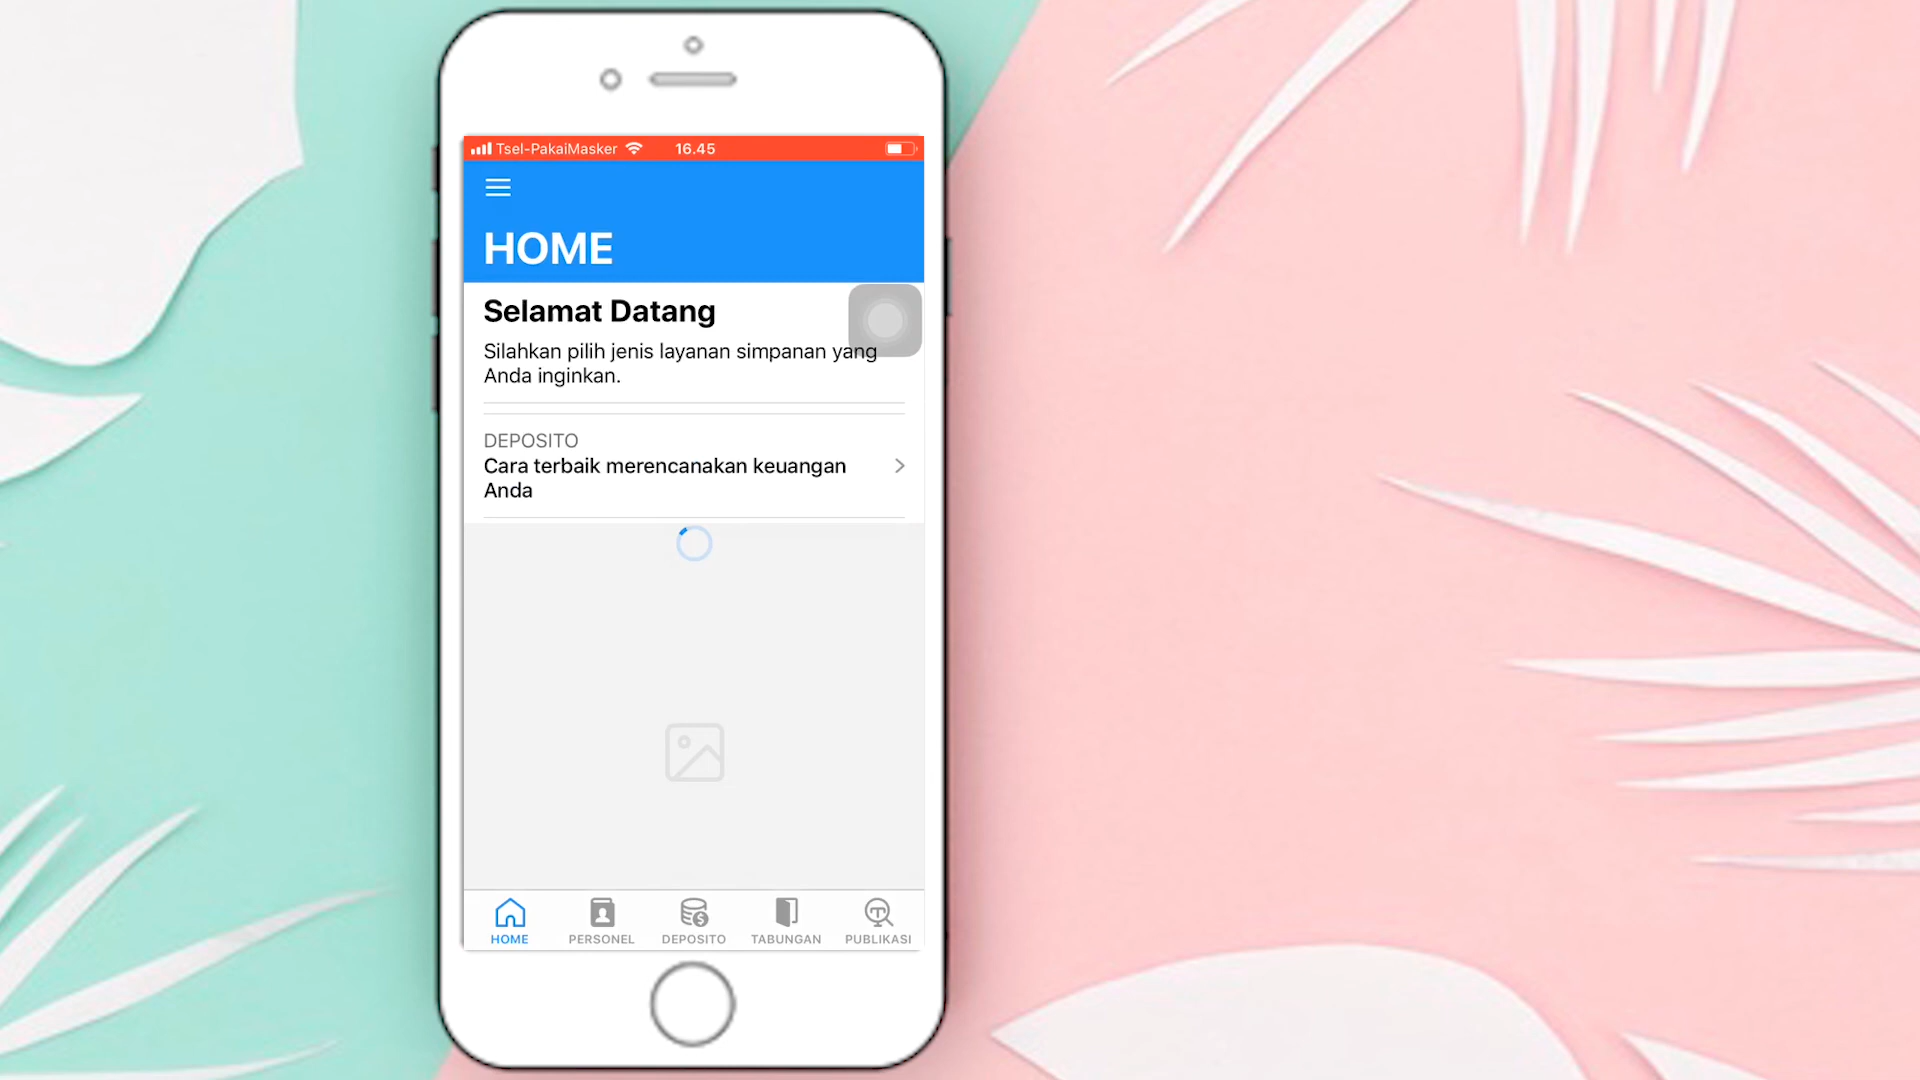 Tsel-PakaiMasker 16.45
HOME
Selamat Datang
Silahkan pilih jenis layanan simpanan yang
Anda inginkan.
DEPOSITO
Cara terbaik merencanakan keuangan
Anda
HOME PERSONEL DEPOSITO TABUNGAN PUBLIKASI